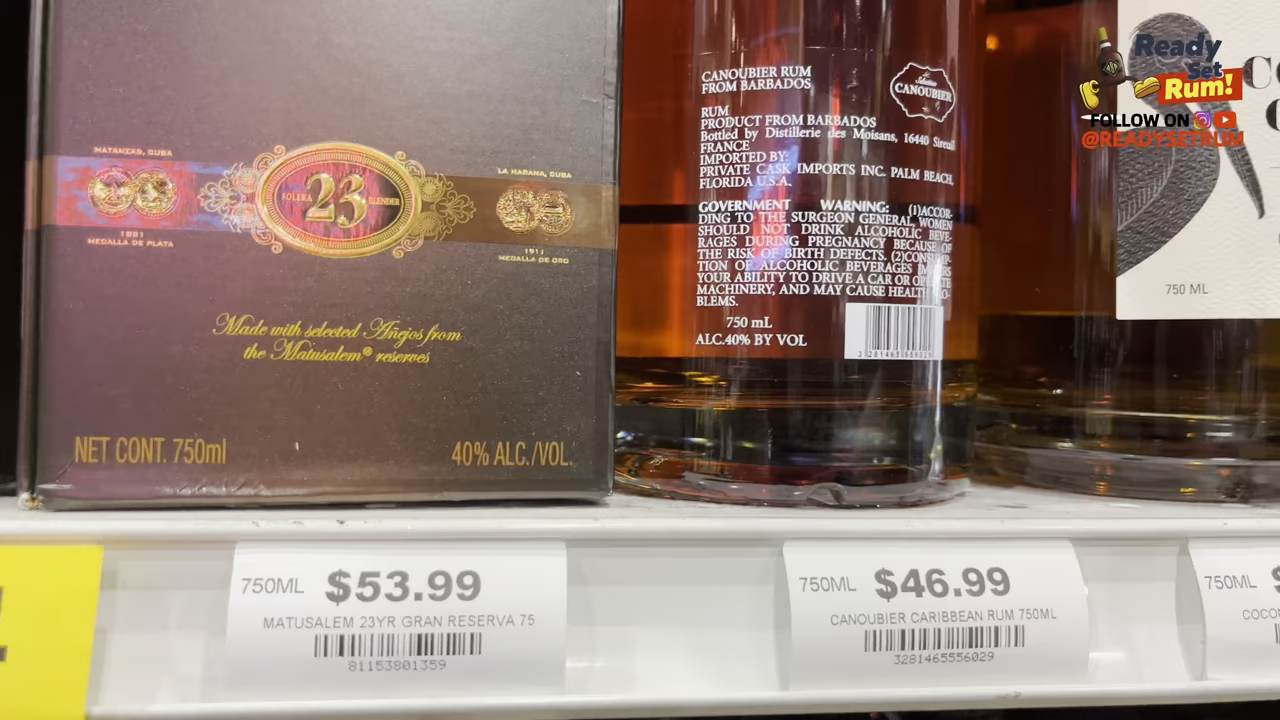 MATANZAS, CUBA
1881
MEDALLA DE PLATA
SOLERA 23 BLENDER
LA HABANA, CUBA
1911
MEDALLA DE ORO
Made with selected Añejos from
the Matusalem® reserves
NET CONT. 750ml
40% ALC./VOL.
CANOUBIER RUM
FROM BARBADOS
CANOUBIER
RUM
PRODUCT FROM BARBADOS
Bottled by Distillerie des Moisans, 16440 Sireuil
FRANCE
IMPORTED BY:
PRIVATE CASK IMPORTS INC. PALM BEACH,
FLORIDA U.S.A.
GOVERNMENT WARNING: (1)ACCOR-
DING TO THE SURGEON GENERAL, WOMEN
SHOULD NOT DRINK ALCOHOLIC BEVE-
RAGES DURING PREGNANCY BECAUSE OF
THE RISK OF BIRTH DEFECTS. (2)CONSUMP-
TION OF ALCOHOLIC BEVERAGES IMPAIRS
YOUR ABILITY TO DRIVE A CAR OR OPERATE
MACHINERY, AND MAY CAUSE HEALTH PRO-
BLEMS.
750 mL
ALC.40% BY VOL
3 281465 556029
750 ML
Ready
Set
Rum!
FOLLOW ON
@READYSETRUM
750ML $53.99
MATUSALEM 23YR GRAN RESERVA 75
81153801359
750ML $46.99
CANOUBIER CARIBBEAN RUM 750ML
3281465556029
750ML $